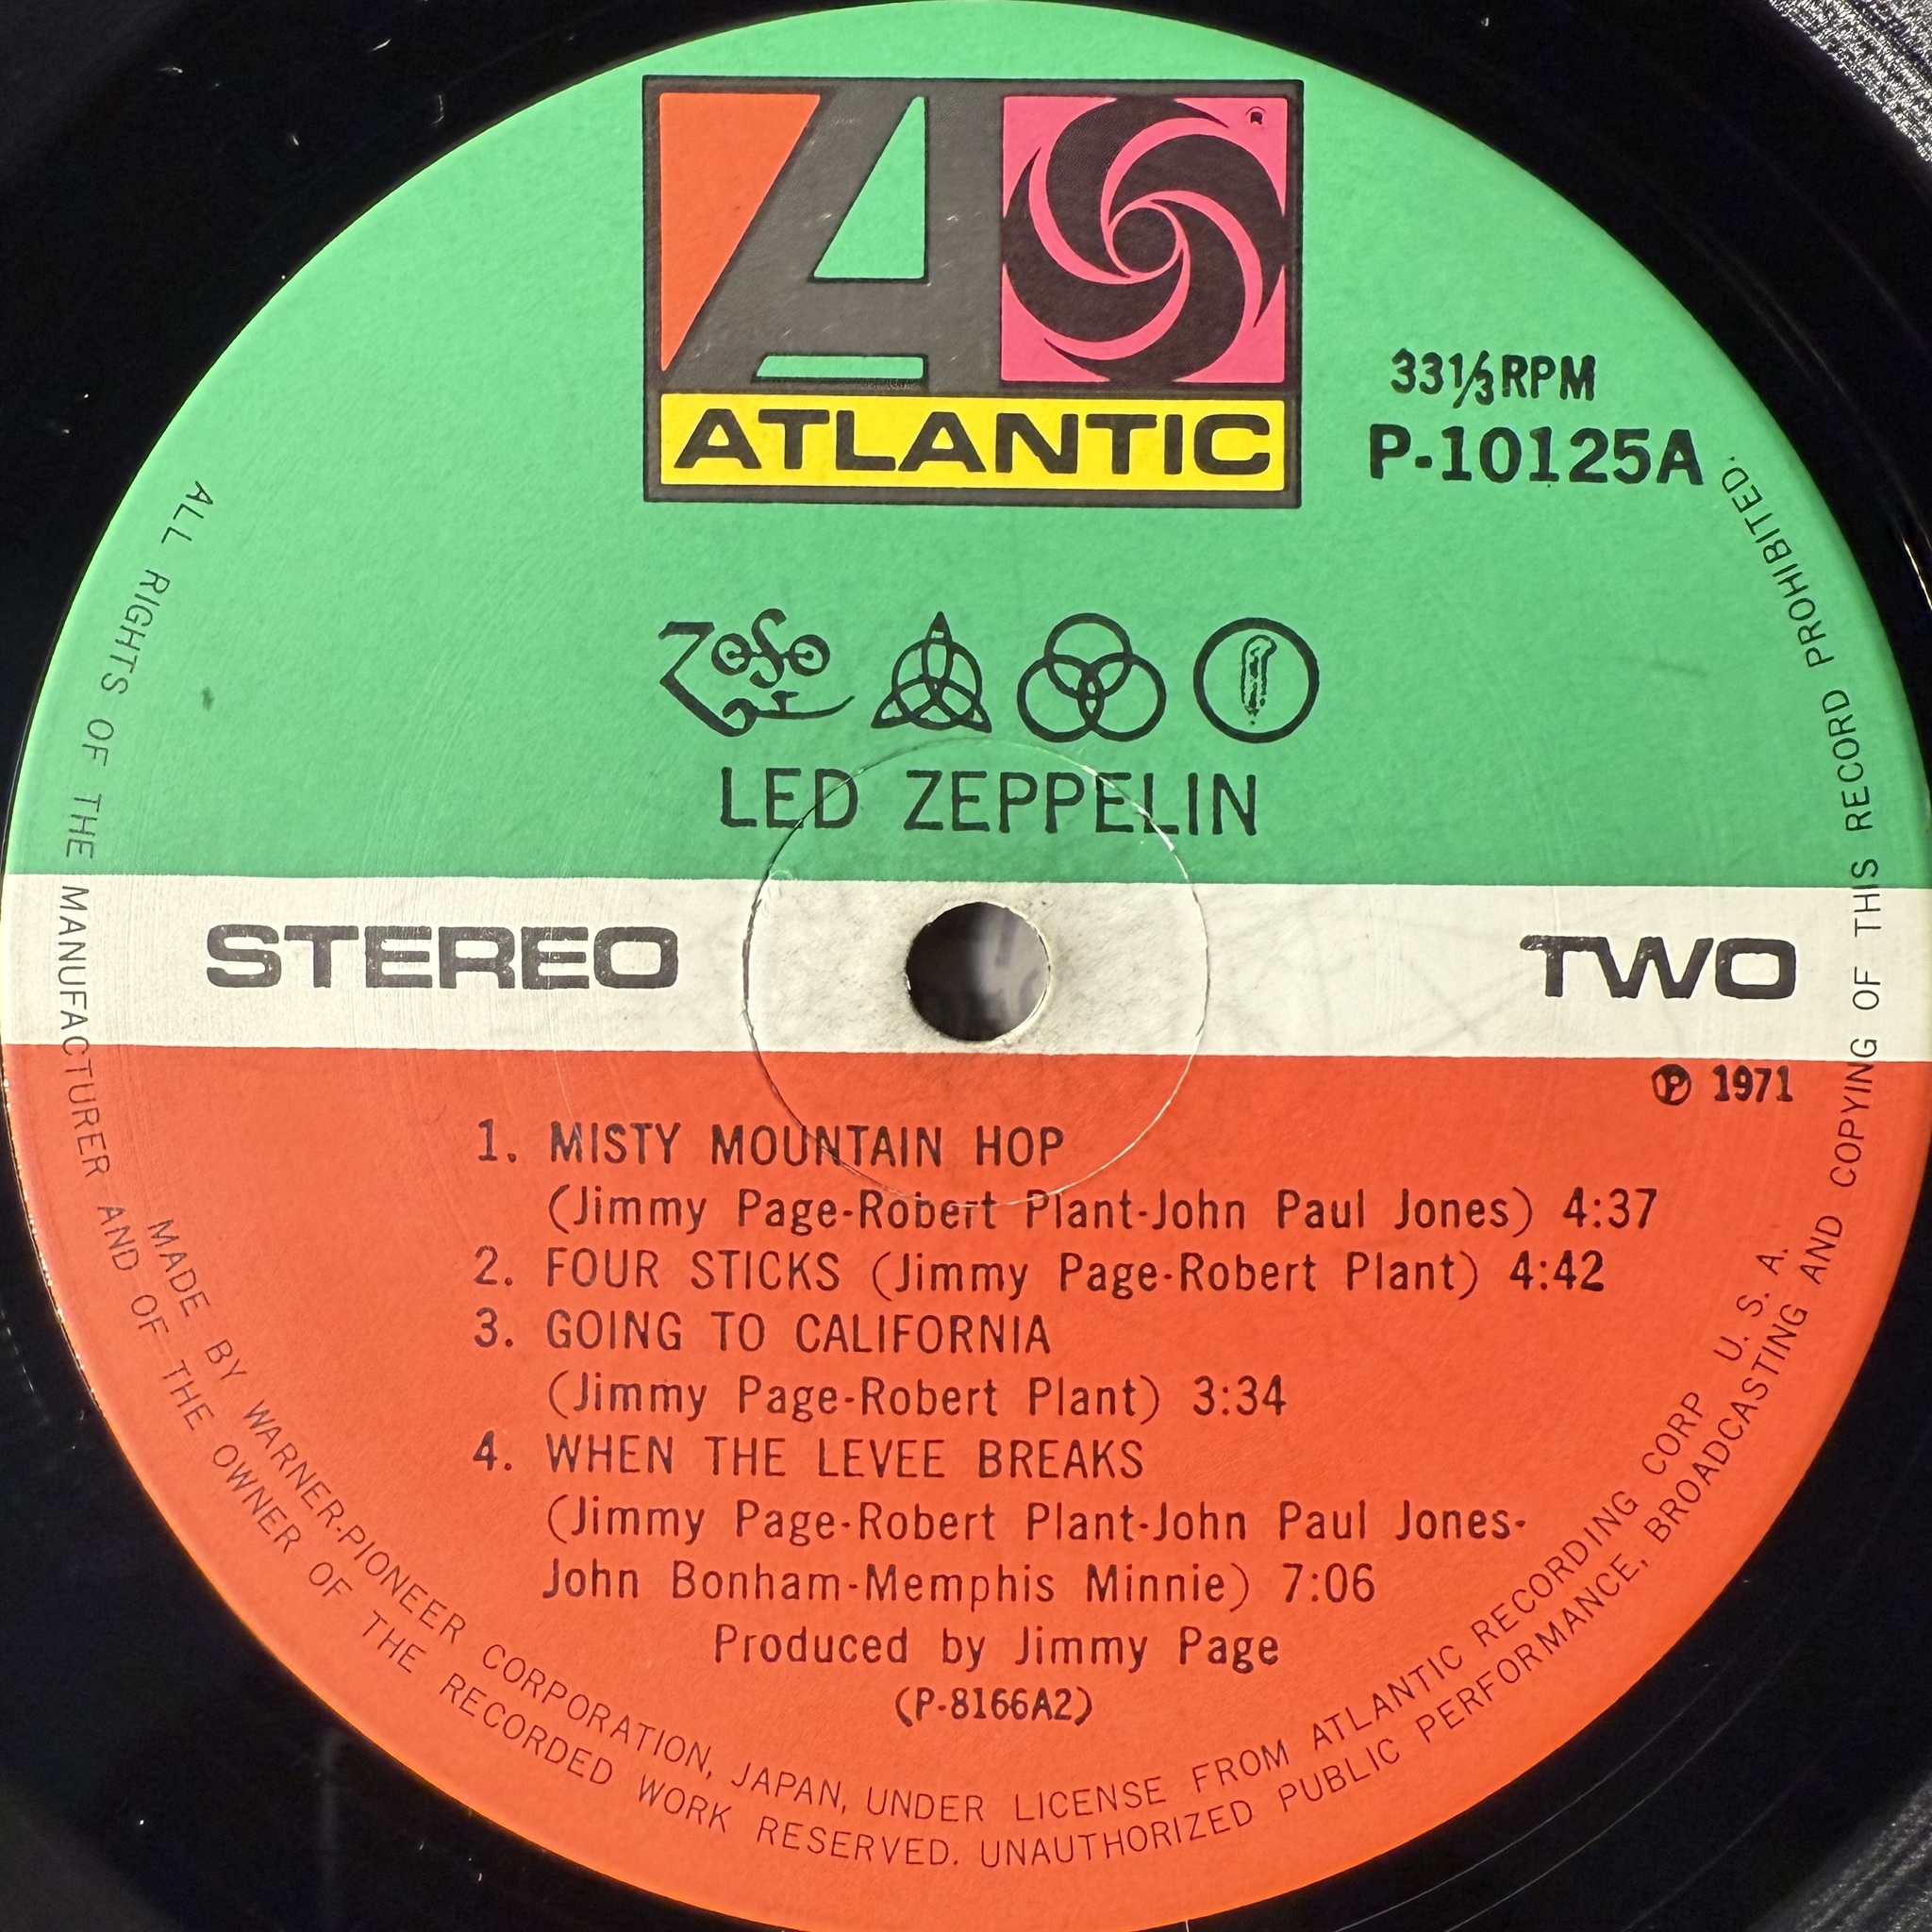 ATLANTIC
33⅓RPM
P-10125A
LED ZEPPELIN
STEREO
TWO
Ⓟ 1971
1. MISTY MOUNTAIN HOP
(Jimmy Page-Robert Plant-John Paul Jones) 4:37
2. FOUR STICKS (Jimmy Page-Robert Plant) 4:42
3. GOING TO CALIFORNIA
(Jimmy Page-Robert Plant) 3:34
4. WHEN THE LEVEE BREAKS
(Jimmy Page-Robert Plant-John Paul Jones-
John Bonham-Memphis Minnie) 7:06
Produced by Jimmy Page
(P-8166A2)
MADE BY WARNER-PIONEER CORPORATION, JAPAN, UNDER LICENSE FROM ATLANTIC RECORDING CORP U. S. A.
ALL RIGHTS OF THE MANUFACTURER AND OF THE OWNER OF THE RECORDED WORK RESERVED. UNAUTHORIZED PUBLIC PERFORMANCE, BROADCASTING AND COPYING OF THIS RECORD PROHIBITED.